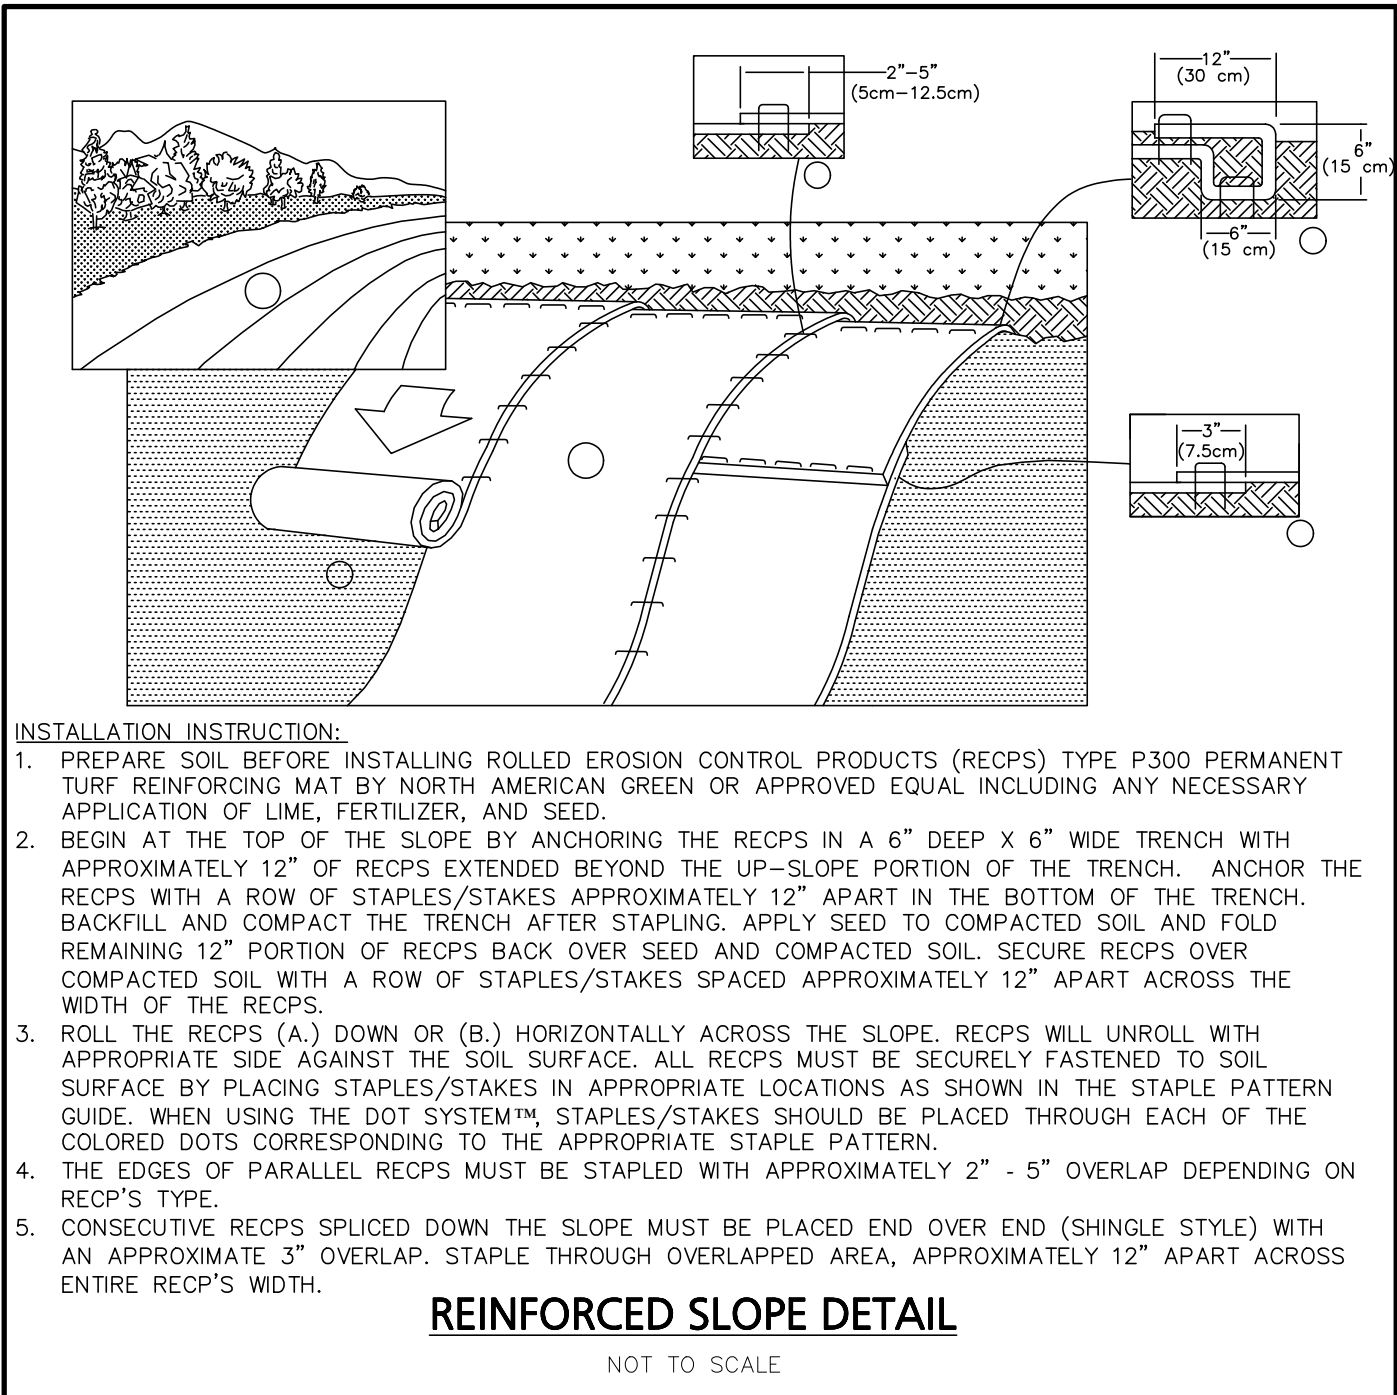 2”–5”
(5cm–12.5cm)
12”
(30 cm)
6”
(15 cm)
6”
(15 cm)
3”
(7.5cm)
INSTALLATION INSTRUCTION:
1. PREPARE SOIL BEFORE INSTALLING ROLLED EROSION CONTROL PRODUCTS (RECPS) TYPE P300 PERMANENT
TURF REINFORCING MAT BY NORTH AMERICAN GREEN OR APPROVED EQUAL INCLUDING ANY NECESSARY
APPLICATION OF LIME, FERTILIZER, AND SEED.
2. BEGIN AT THE TOP OF THE SLOPE BY ANCHORING THE RECPS IN A 6” DEEP X 6” WIDE TRENCH WITH
APPROXIMATELY 12” OF RECPS EXTENDED BEYOND THE UP–SLOPE PORTION OF THE TRENCH. ANCHOR THE
RECPS WITH A ROW OF STAPLES/STAKES APPROXIMATELY 12” APART IN THE BOTTOM OF THE TRENCH.
BACKFILL AND COMPACT THE TRENCH AFTER STAPLING. APPLY SEED TO COMPACTED SOIL AND FOLD
REMAINING 12” PORTION OF RECPS BACK OVER SEED AND COMPACTED SOIL. SECURE RECPS OVER
COMPACTED SOIL WITH A ROW OF STAPLES/STAKES SPACED APPROXIMATELY 12” APART ACROSS THE
WIDTH OF THE RECPS.
3. ROLL THE RECPS (A.) DOWN OR (B.) HORIZONTALLY ACROSS THE SLOPE. RECPS WILL UNROLL WITH
APPROPRIATE SIDE AGAINST THE SOIL SURFACE. ALL RECPS MUST BE SECURELY FASTENED TO SOIL
SURFACE BY PLACING STAPLES/STAKES IN APPROPRIATE LOCATIONS AS SHOWN IN THE STAPLE PATTERN
GUIDE. WHEN USING THE DOT SYSTEM™, STAPLES/STAKES SHOULD BE PLACED THROUGH EACH OF THE
COLORED DOTS CORRESPONDING TO THE APPROPRIATE STAPLE PATTERN.
4. THE EDGES OF PARALLEL RECPS MUST BE STAPLED WITH APPROXIMATELY 2” - 5” OVERLAP DEPENDING ON
RECP’S TYPE.
5. CONSECUTIVE RECPS SPLICED DOWN THE SLOPE MUST BE PLACED END OVER END (SHINGLE STYLE) WITH
AN APPROXIMATE 3” OVERLAP. STAPLE THROUGH OVERLAPPED AREA, APPROXIMATELY 12” APART ACROSS
ENTIRE RECP’S WIDTH.
REINFORCED SLOPE DETAIL
NOT TO SCALE